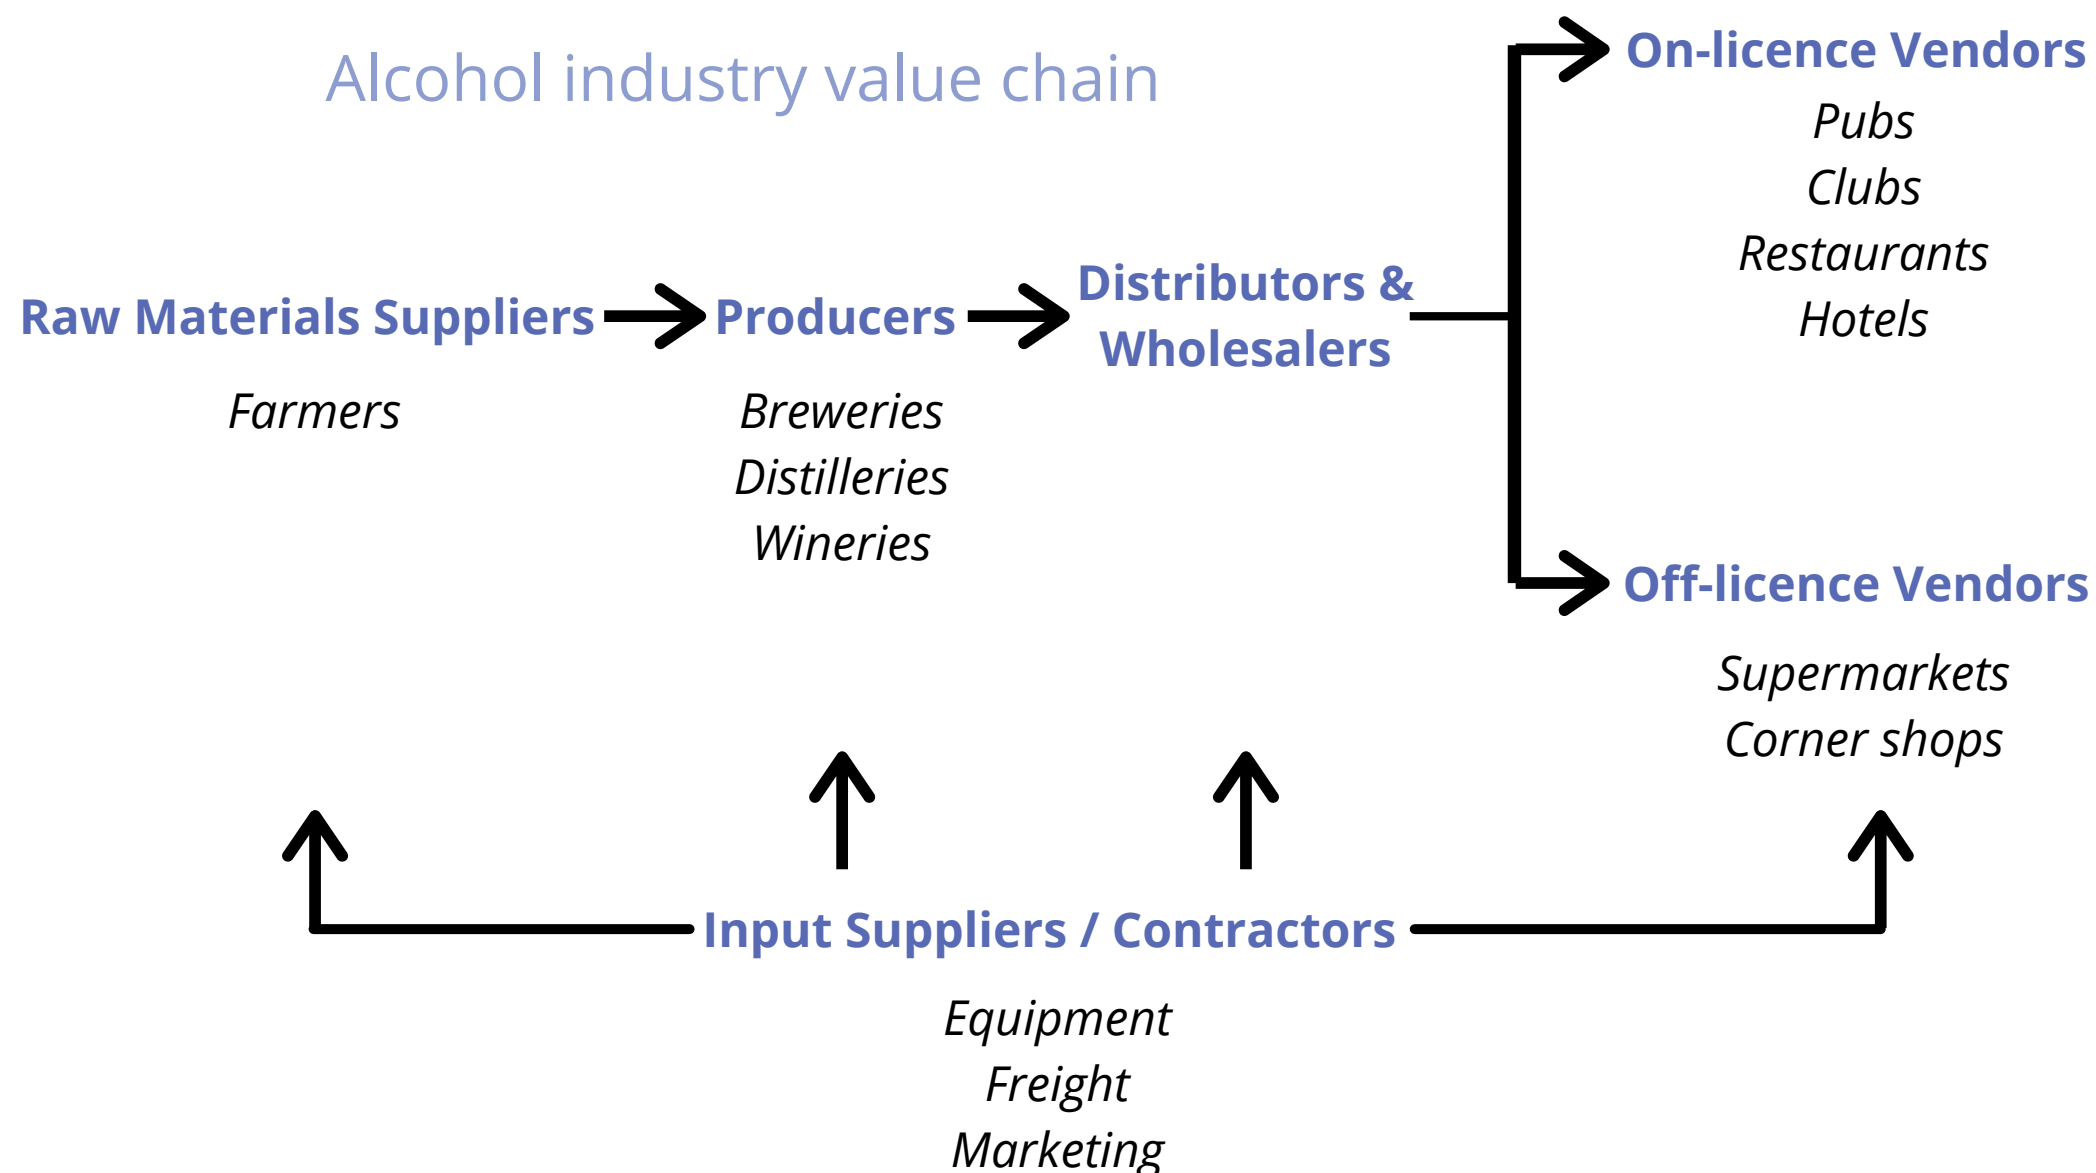 Alcohol industry value chain
Raw Materials Suppliers
Farmers
Producers
Breweries
Distilleries
Wineries
Distributors &
Wholesalers
On-licence Vendors
Pubs
Clubs
Restaurants
Hotels
Off-licence Vendors
Supermarkets
Corner shops
Input Suppliers / Contractors
Equipment
Freight
Marketing